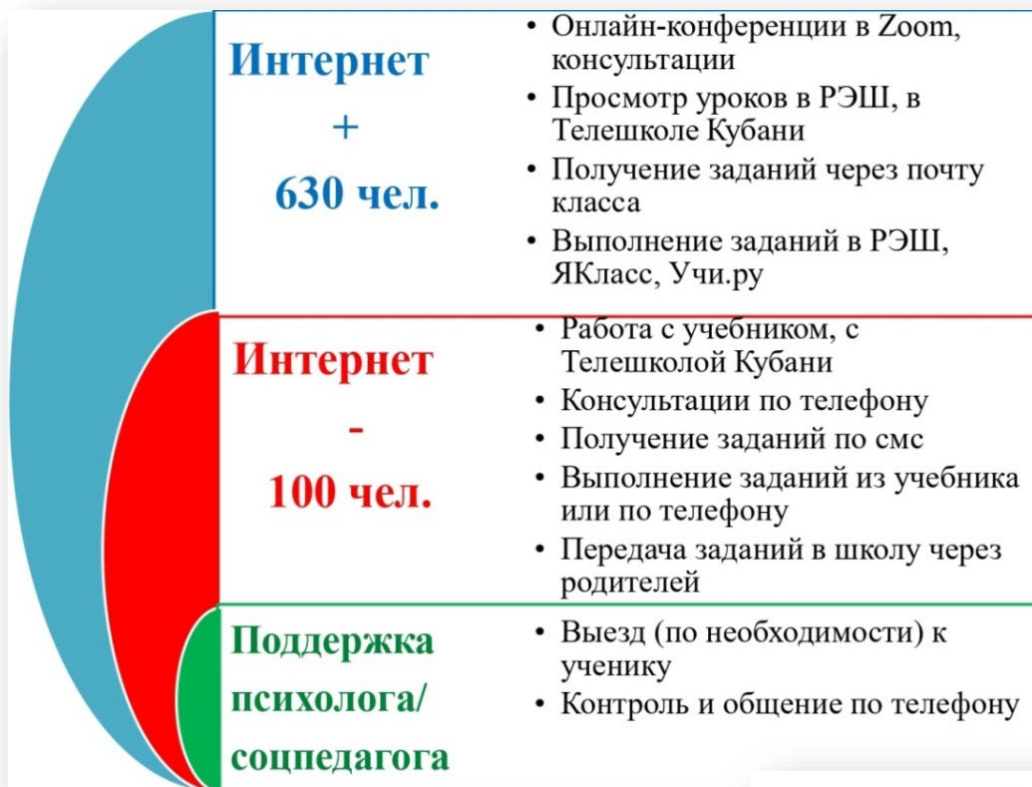 Интернет
+
630 чел.
• Онлайн-конференции в Zoom,
консультации
• Просмотр уроков в РЭШ, в
Телешколе Кубани
• Получение заданий через почту
класса
• Выполнение заданий в РЭШ,
ЯКласс, Учи.ру
Интернет
-
100 чел.
• Работа с учебником, с
Телешколой Кубани
• Консультации по телефону
• Получение заданий по смс
• Выполнение заданий из учебника
или по телефону
• Передача заданий в школу через
родителей
Поддержка
психолога/
соцпедагога
• Выезд (по необходимости) к
ученику
• Контроль и общение по телефону